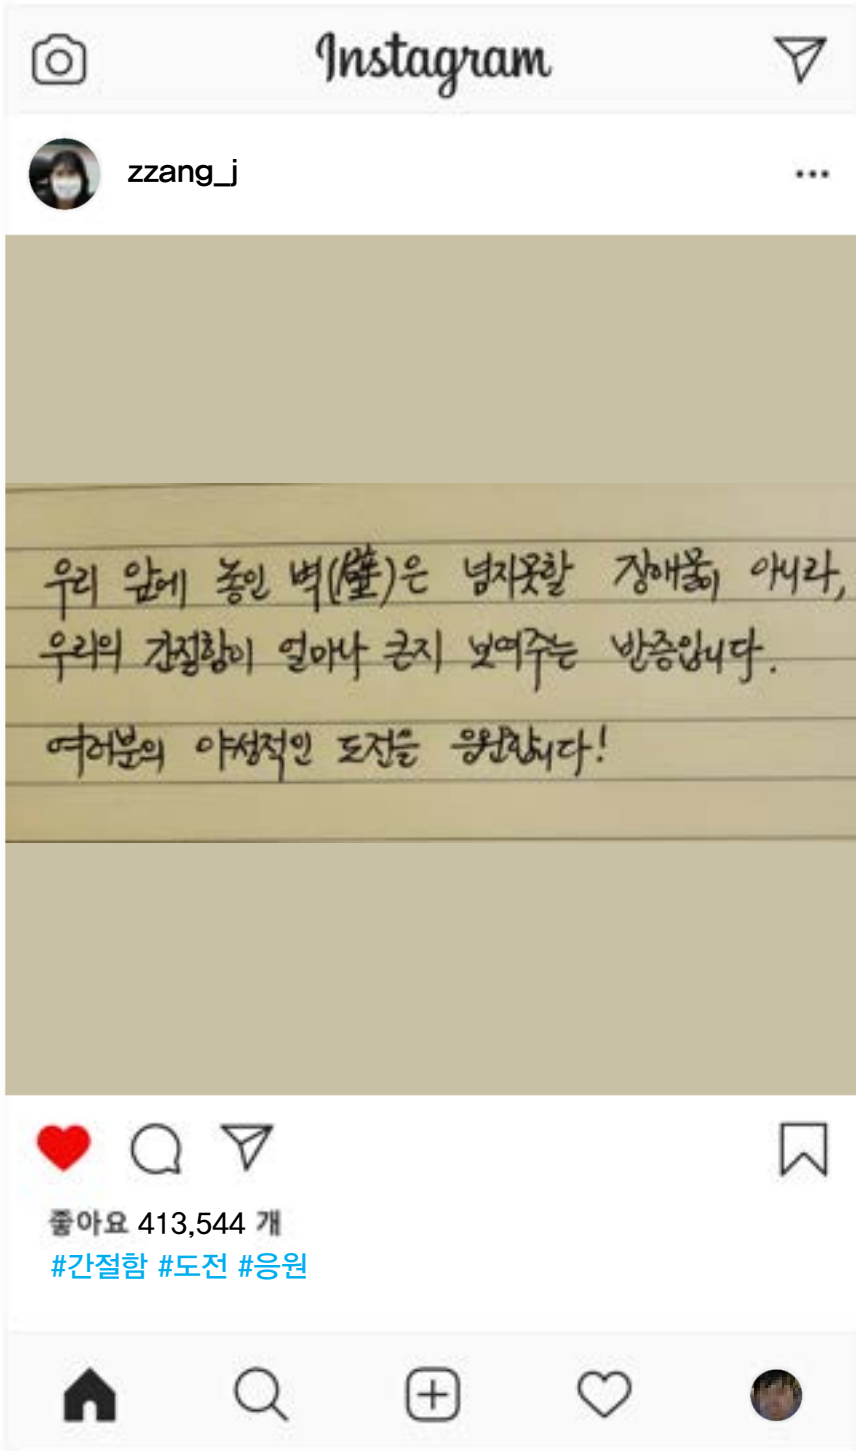 Instagram
zzang_j
우리 앞에 놓인 벽(壁)은 넘지못할 장애물이 아니라,
우리의 간절함이 얼마나 큰지 보여주는 반증입니다.
여러분의 야성적인 도전을 응원합니다!
좋아요 413,544 개
#간절함 #도전 #응원